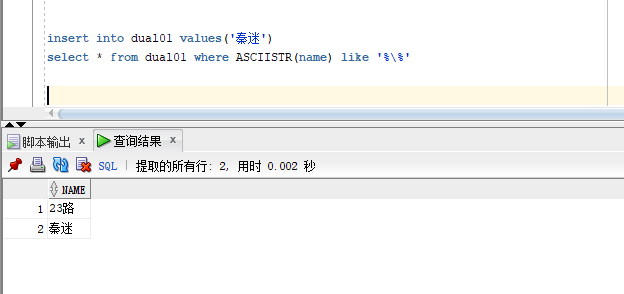 insert into dual01 values('秦迷')
select * from dual01 where ASCIISTR(name) like '%\%'
脚本输出 x 查询结果 x
SQL | 提取的所有行: 2, 用时 0.002 秒
NAME
1 23路
2 秦迷